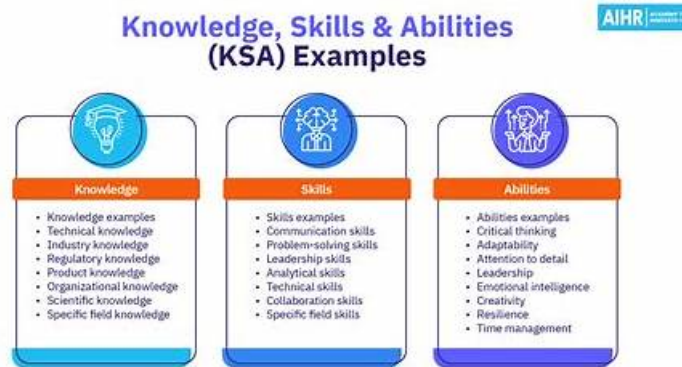 Knowledge, Skills & Abilities
(KSA) Examples
AIHR
Knowledge
Knowledge examples
Technical knowledge
Industry knowledge
Regulatory knowledge
Product knowledge
Organizational knowledge
Scientific knowledge
Specific field knowledge
Skills
Skills examples
Communication skills
Problem-solving skills
Leadership skills
Analytical skills
Technical skills
Collaboration skills
Specific field skills
Abilities
Abilities examples
Critical thinking
Adaptability
Attention to detail
Leadership
Emotional intelligence
Creativity
Resilience
Time management